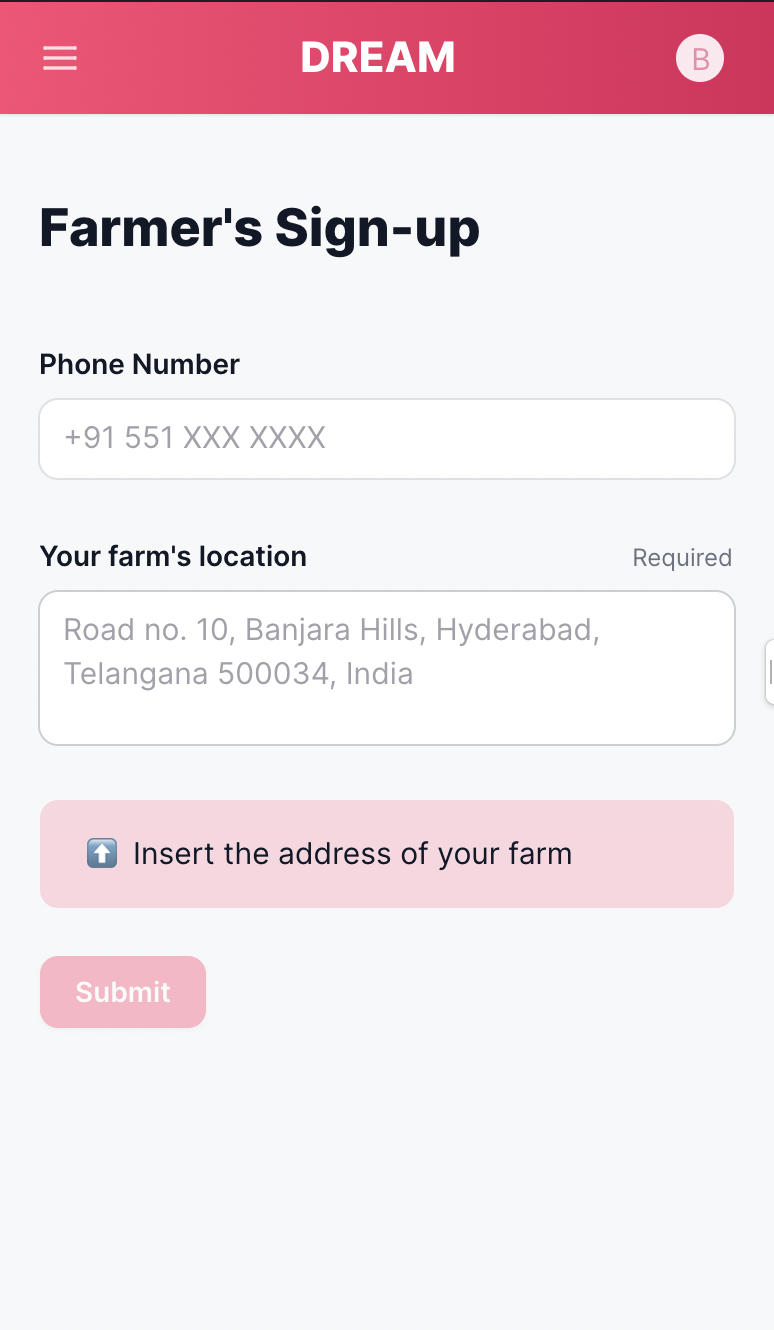 DREAM
B
Farmer's Sign-up
Phone Number
+91 551 XXX XXXX
Your farm's location
Required
Road no. 10, Banjara Hills, Hyderabad,
Telangana 500034, India
⬆️ Insert the address of your farm
Submit